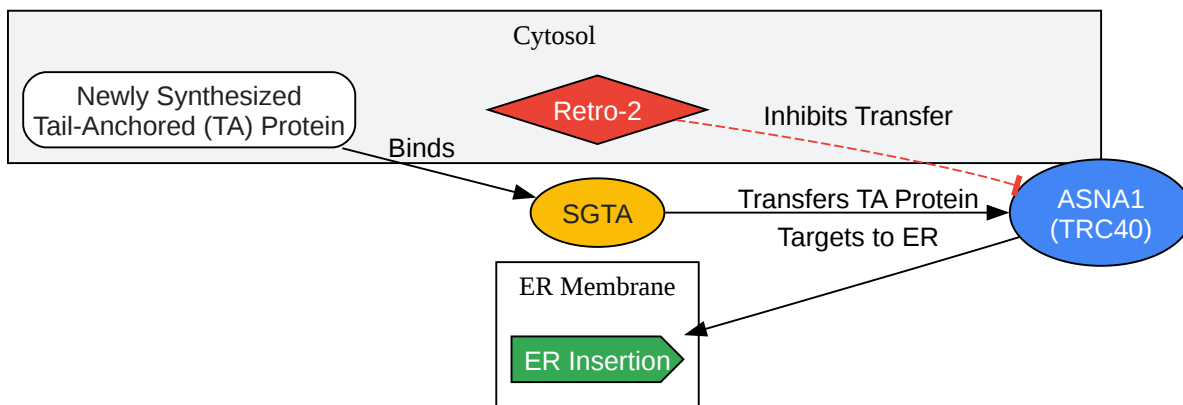 Cytosol
Newly Synthesized
Tail-Anchored (TA) Protein
Retro-2
Inhibits Transfer
Binds
SGTA
Transfers TA Protein
ASNA1
(TRC40)
Targets to ER
ER Membrane
ER Insertion